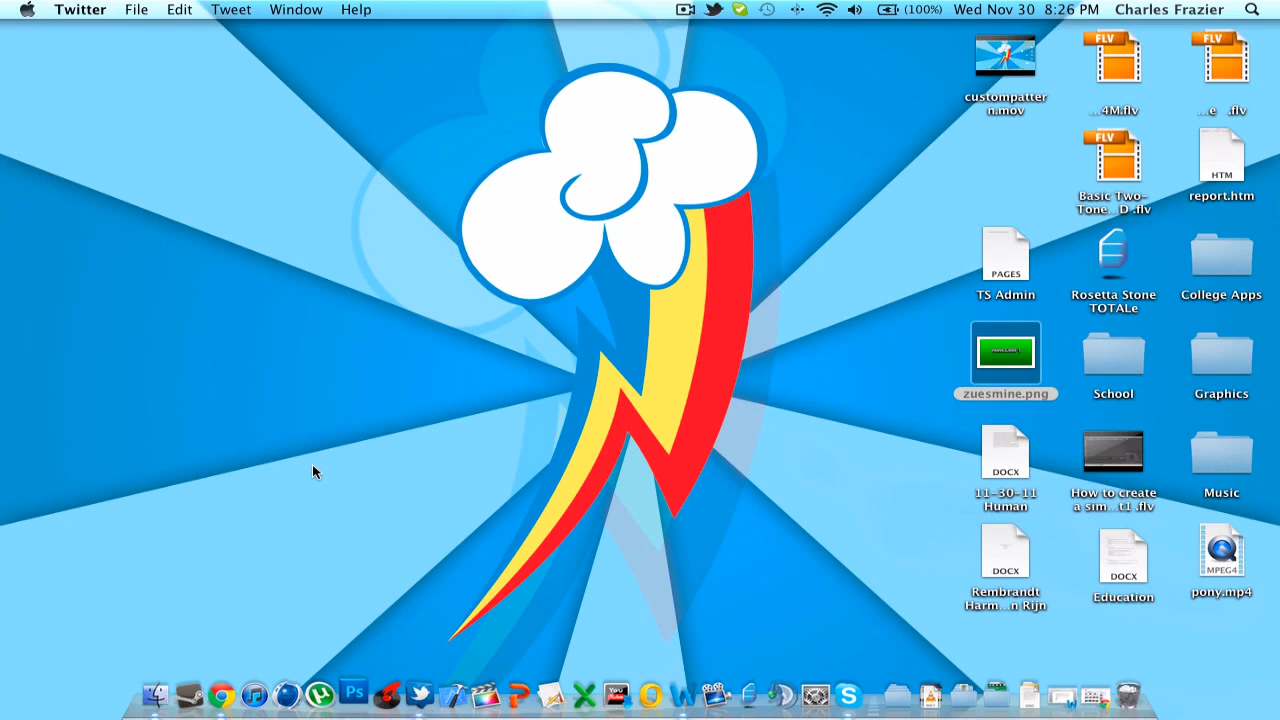 Twitter File Edit Tweet Window Help (100%) Wed Nov 30 8:26 PM Charles Frazier
FLV
FLV
custompatter
n.mov
...4M.flv
...e .flv
FLV
HTM
Basic Two-
Tone...D .flv
report.htm
PAGES
TS Admin
Rosetta Stone
TOTALe
College Apps
zuesmine.png
School
Graphics
DOCX
11-30-11
Human
How to create
a sim...t1 .flv
Music
DOCX
DOCX
MPEG4
Rembrandt
Harm...n Rijn
Education
pony.mp4
Ps
You